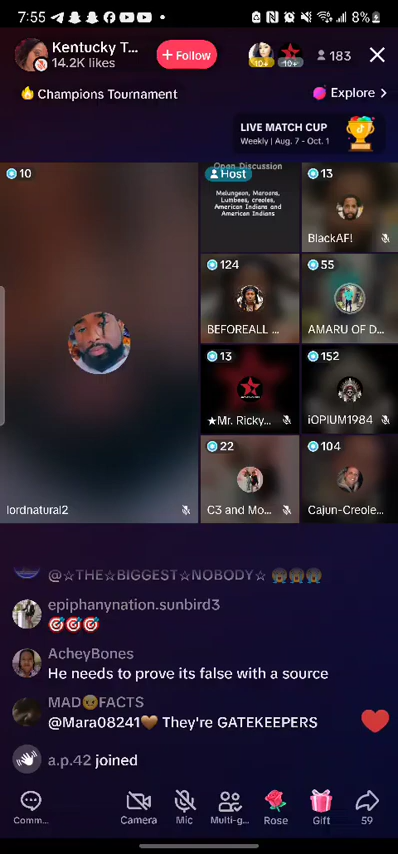 7:55
8%
Kentucky T...
14.2K likes
+ Follow
10+
10+
183
Champions Tournament
Explore >
LIVE MATCH CUP
Weekly | Aug. 7 - Oct. 1
10
lordnatural2
Open Discussion
Host
Melungeon, Maroons,
Lumbees, creoles,
American Indians and
American Indians
13
BlackAF!
124
BEFOREALL ...
55
AMARU OF D...
13
★Mr. Ricky...
152
iOPIUM1984
22
C3 and Mo...
104
Cajun-Creole...
@☆THE☆BIGGEST☆NOBODY☆ 😱😱😱
epiphanynation.sunbird3
🎯🎯🎯
AcheyBones
He needs to prove its false with a source
MAD🤬FACTS
@Mara08241🤎 They're GATEKEEPERS
a.p.42 joined
Comm...
Camera
Mic
Multi-g...
Rose
Gift
59